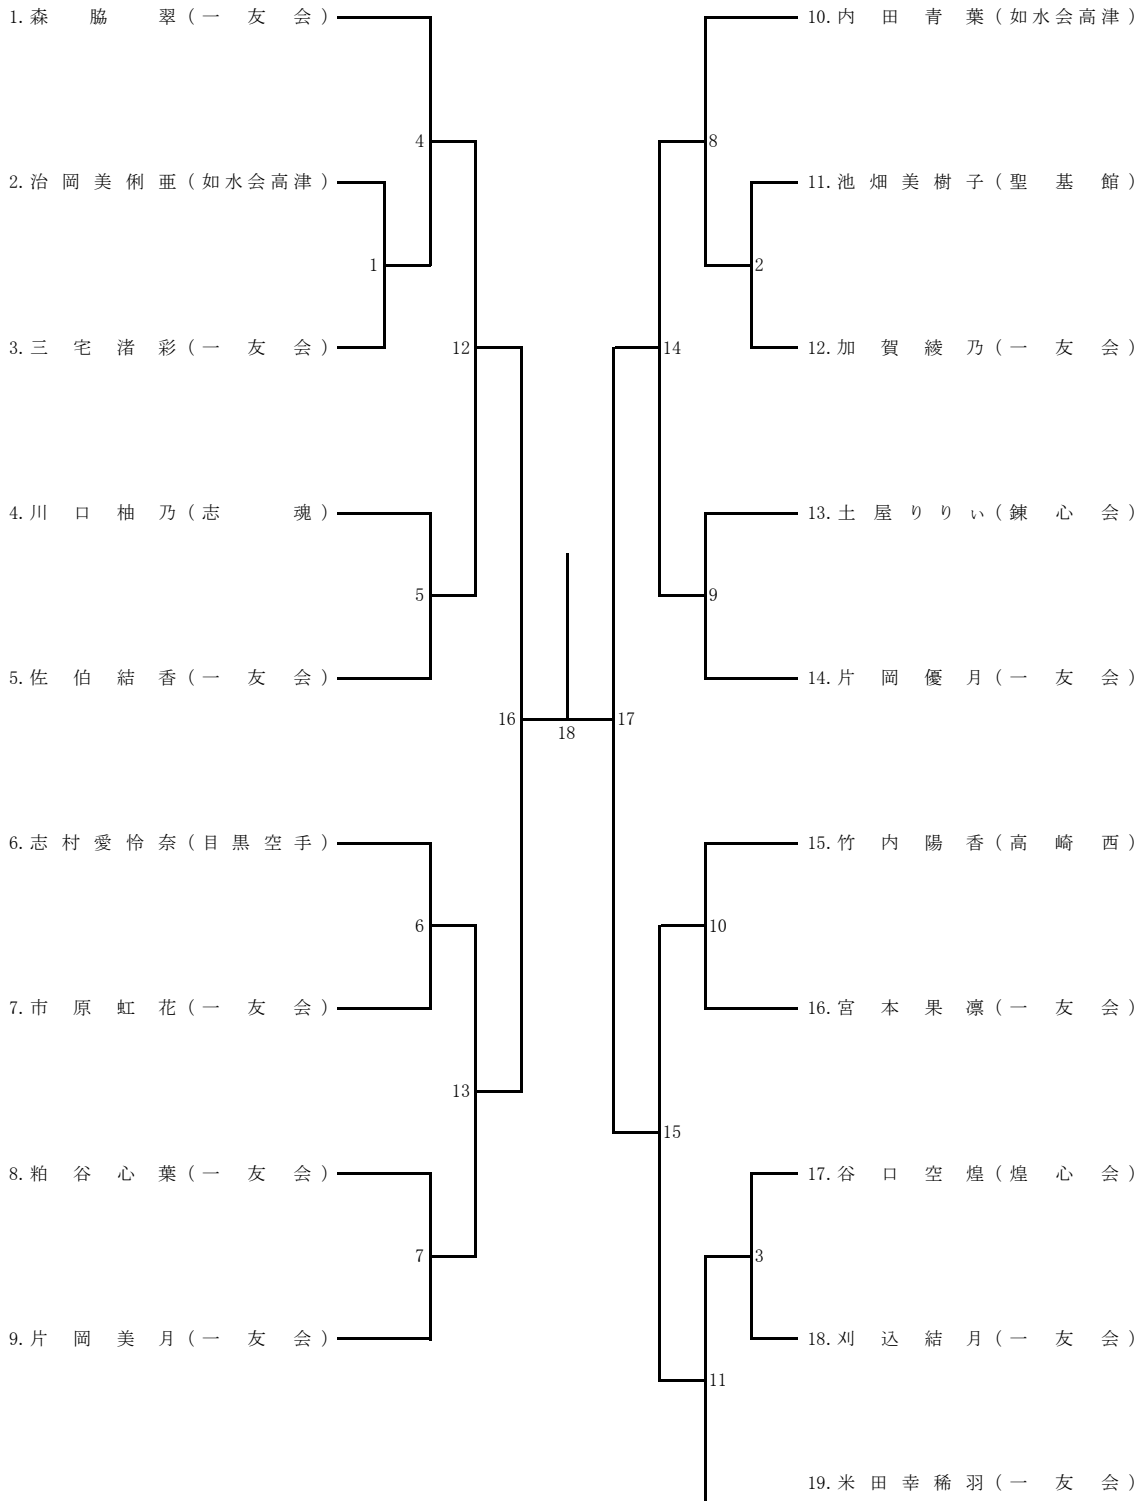 1. 森脇翠(一友会)
4
2. 治岡美俐亜(如水会高津)
1
3. 三宅渚彩(一友会)
12
4. 川口柚乃(志魂)
5
5. 佐伯結香(一友会)
16
18
6. 志村愛怜奈(目黒空手)
6
7. 市原虹花(一友会)
13
8. 粕谷心葉(一友会)
7
9. 片岡美月(一友会)
10. 内田青葉(如水会高津)
8
11. 池畑美樹子(聖基館)
2
12. 加賀綾乃(一友会)
14
13. 土屋りりぃ(錬心会)
9
14. 片岡優月(一友会)
17
15. 竹内陽香(高崎西)
10
16. 宮本果凛(一友会)
15
17. 谷口空煌(煌心会)
3
18. 刈込結月(一友会)
11
19. 米田幸稀羽(一友会)